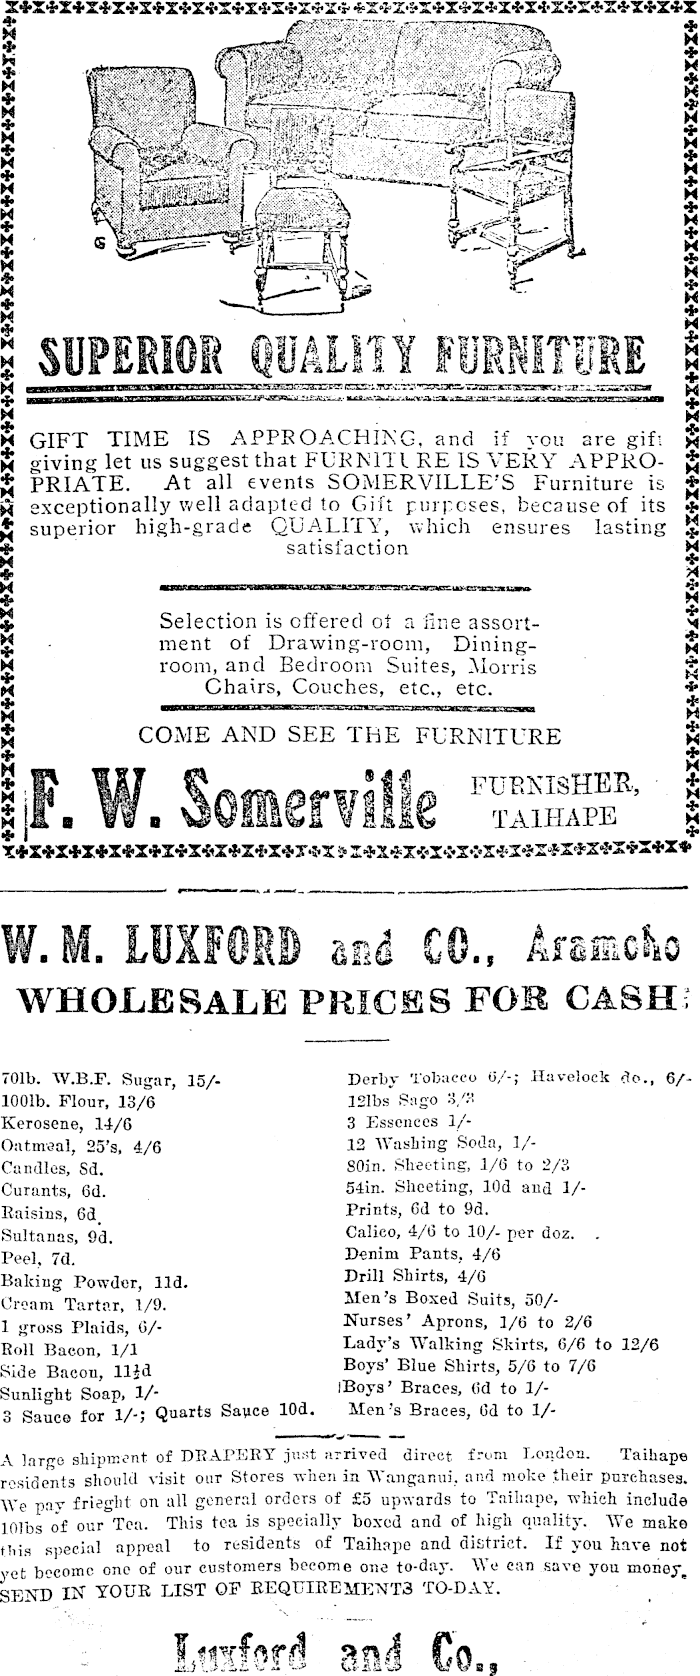 SUPERIOR QUALITY FURNITURE
GIFT TIME IS APPROACHING, and if you are gift
giving let us suggest that FURNITURE IS VERY APPRO-
PRIATE. At all events SOMERVILLE'S Furniture is
exceptionally well adapted to Gift purposes, because of its
superior high-grade QUALITY, which ensures lasting
satisfaction
Selection is offered of a fine assort-
ment of Drawing-room, Dining-
room, and Bedroom Suites, Morris
Chairs, Couches, etc., etc.
COME AND SEE THE FURNITURE
F. W. Somerville FURNISHER,
TAIHAPE
W. M. LUXFORD and CO., Aramoho
WHOLESALE PRICES FOR CASH:
70lb. W.B.F. Sugar, 15/-
100lb. Flour, 13/6
Kerosene, 14/6
Oatmeal, 25's, 4/6
Candles, 8d.
Curants, 6d.
Raisins, 6d.
Sultanas, 9d.
Peel, 7d.
Baking Powder, 11d.
Cream Tartar, 1/9.
1 gross Plaids, 6/-
Roll Bacon, 1/1
Side Bacon, 11½d
Sunlight Soap, 1/-
3 Sauce for 1/-; Quarts Sauce 10d.
Derby Tobacco 6/-; Havelock do., 6/-
12lbs Sago 3/3
3 Essences 1/-
12 Washing Soda, 1/-
80in. Sheeting, 1/6 to 2/3
54in. Sheeting, 10d and 1/-
Prints, 6d to 9d.
Calico, 4/6 to 10/- per doz.
Denim Pants, 4/6
Drill Shirts, 4/6
Men's Boxed Suits, 50/-
Nurses' Aprons, 1/6 to 2/6
Lady's Walking Skirts, 6/6 to 12/6
Boys' Blue Shirts, 5/6 to 7/6
Boys' Braces, 6d to 1/-
Men's Braces, 6d to 1/-
A large shipment of DRAPERY just arrived direct from London. Taihape
residents should visit our Stores when in Wanganui, and moke their purchases.
We pay frieght on all general orders of £5 upwards to Taihape, which include
10lbs of our Tea. This tea is specially boxed and of high quality. We make
this special appeal to residents of Taihape and district. If you have not
yet become one of our customers become one to-day. We can save you money.
SEND IN YOUR LIST OF REQUIREMENTS TO-DAY.
Luxford and Co.,